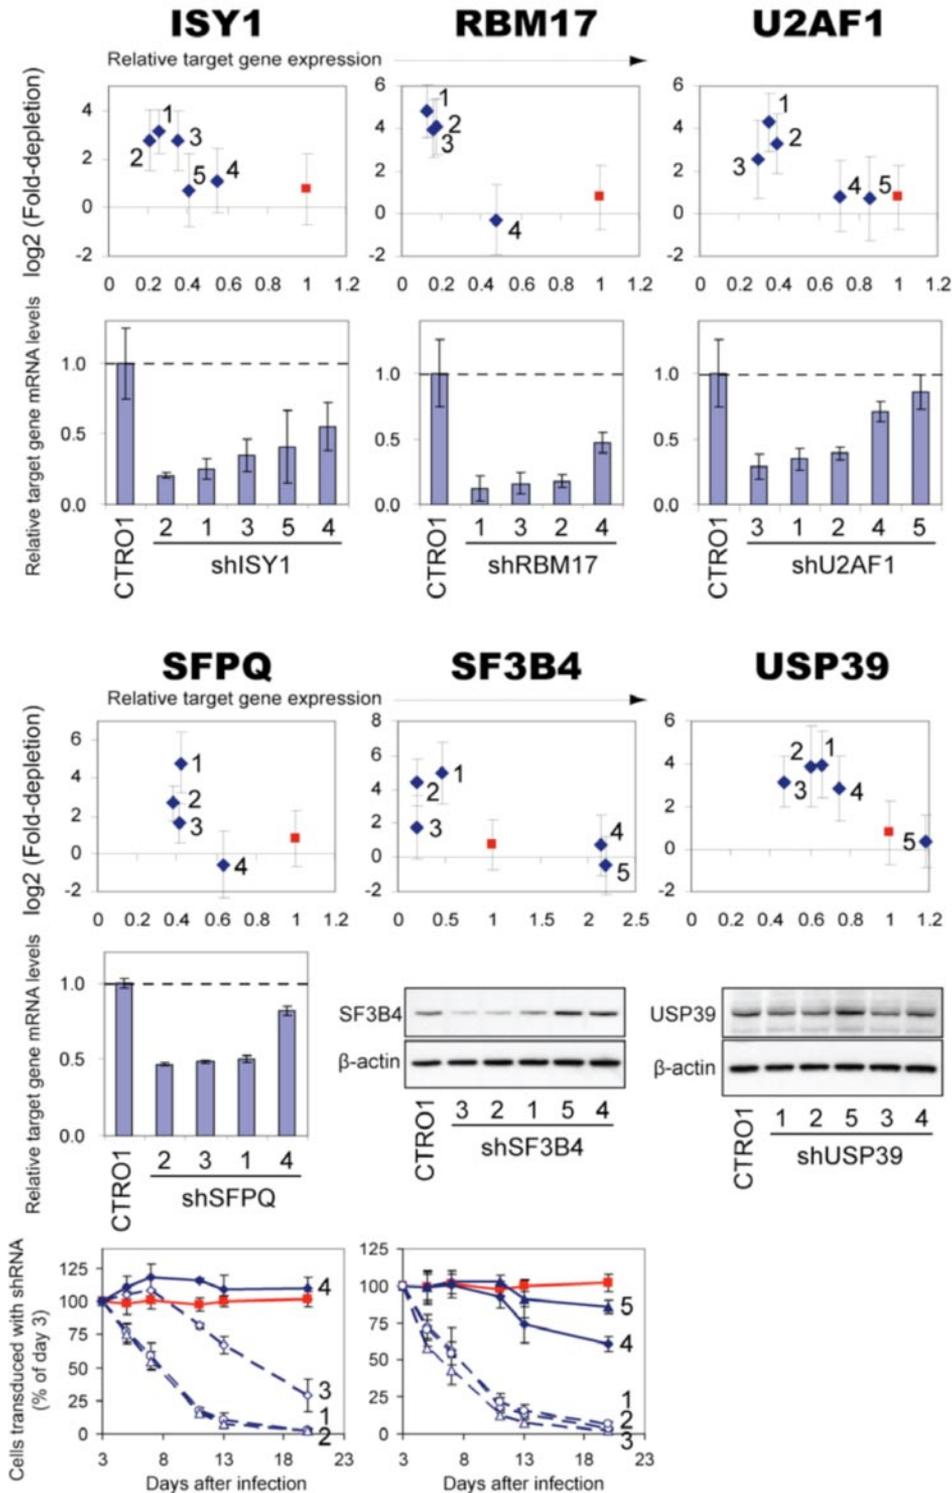 ISY1 RBM17 U2AF1
Relative target gene expression
log2 (Fold-depletion)
4
2
0
-2
1
2
3
5
4
0 0.2 0.4 0.6 0.8 1 1.2
6
4
2
0
-2
1
2
3
4
0 0.2 0.4 0.6 0.8 1 1.2
6
4
2
0
-2
1
2
3
4
5
0 0.2 0.4 0.6 0.8 1 1.2
Relative target gene mRNA levels
1.0
0.5
0.0
CTRO1 2 1 3 5 4
shISY1
1.0
0.5
0.0
CTRO1 1 3 2 4
shRBM17
1.0
0.5
0.0
CTRO1 3 1 2 4 5
shU2AF1
SFPQ SF3B4 USP39
Relative target gene expression
log2 (Fold-depletion)
6
4
2
0
-2
1
2
3
4
0 0.2 0.4 0.6 0.8 1 1.2
8
6
4
2
0
-2
1
2
3
4
5
0 0.5 1 1.5 2 2.5
6
4
2
0
-2
2 1
3
4
5
0 0.2 0.4 0.6 0.8 1 1.2
Relative target gene mRNA levels
1.0
0.5
0.0
CTRO1 2 3 1 4
shSFPQ
SF3B4
β-actin
CTRO1 3 2 1 5 4
shSF3B4
USP39
β-actin
CTRO1 1 2 5 3 4
shUSP39
Cells transduced with shRNA
(% of day 3)
125
100
75
50
25
0
4
3
1
2
3 8 13 18 23
Days after infection
125
100
75
50
25
0
5
4
1
2
3
3 8 13 18 23
Days after infection